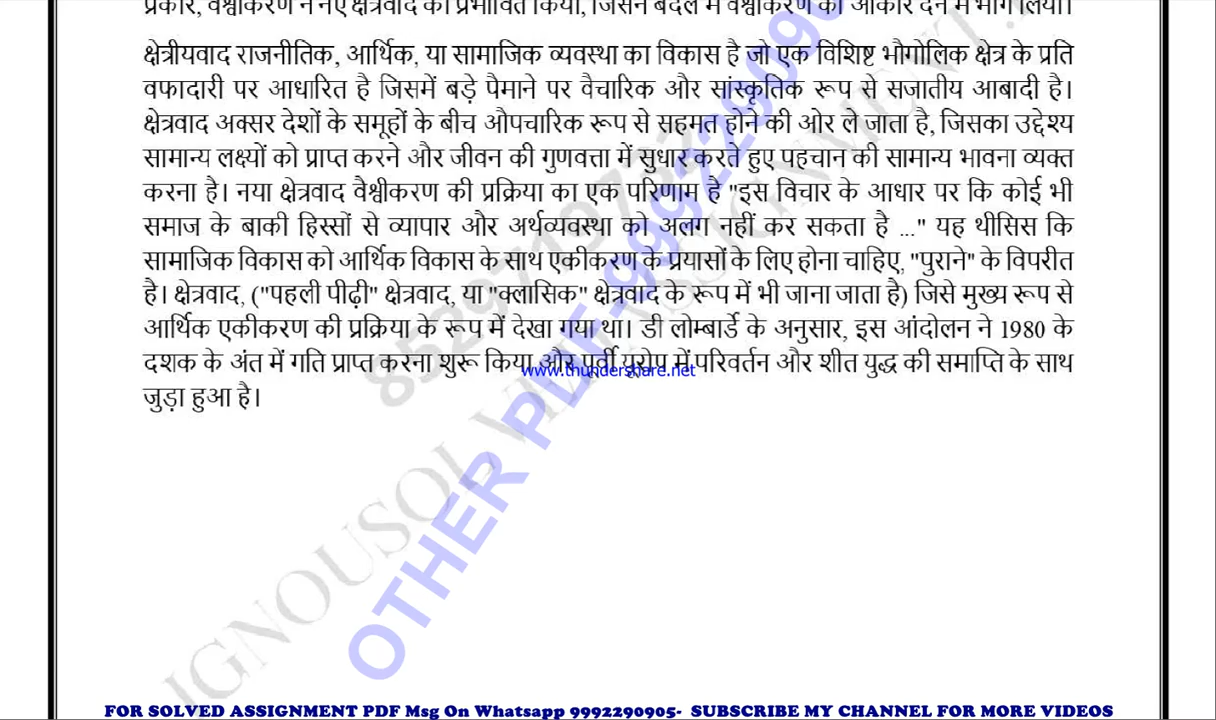 प्रकार, वैश्वीकरण ने नए क्षेत्रवाद को प्रभावित किया, जिसने बदले में वैश्वीकरण को आकार देने में भाग लिया।
क्षेत्रीयवाद राजनीतिक, आर्थिक, या सामाजिक व्यवस्था का विकास है जो एक विशिष्ट भौगोलिक क्षेत्र के प्रति
वफादारी पर आधारित है जिसमें बड़े पैमाने पर वैचारिक और सांस्कृतिक रूप से सजातीय आबादी है।
क्षेत्रवाद अक्सर देशों के समूहों के बीच औपचारिक रूप से सहमत होने की ओर ले जाता है, जिसका उद्देश्य
सामान्य लक्ष्यों को प्राप्त करने और जीवन की गुणवत्ता में सुधार करते हुए पहचान की सामान्य भावना व्यक्त
करना है। नया क्षेत्रवाद वैश्वीकरण की प्रक्रिया का एक परिणाम है "इस विचार के आधार पर कि कोई भी
समाज के बाकी हिस्सों से व्यापार और अर्थव्यवस्था को अलग नहीं कर सकता है ..." यह थीसिस कि
सामाजिक विकास को आर्थिक विकास के साथ एकीकरण के प्रयासों के लिए होना चाहिए, "पुराने" के विपरीत
है। क्षेत्रवाद, ("पहली पीढ़ी" क्षेत्रवाद, या "क्लासिक" क्षेत्रवाद के रूप में भी जाना जाता है) जिसे मुख्य रूप से
आर्थिक एकीकरण की प्रक्रिया के रूप में देखा गया था। डी लोम्बार्डे के अनुसार, इस आंदोलन ने 1980 के
दशक के अंत में गति प्राप्त करना शुरू किया और पूर्वी यूरोप में परिवर्तन और शीत युद्ध की समाप्ति के साथ
www.thundershare.net
जुड़ा हुआ है।
OTHER PDF-999229090
FOR SOLVED ASSIGNMENT PDF Msg On Whatsapp 9992290905- SUBSCRIBE MY CHANNEL FOR MORE VIDEOS